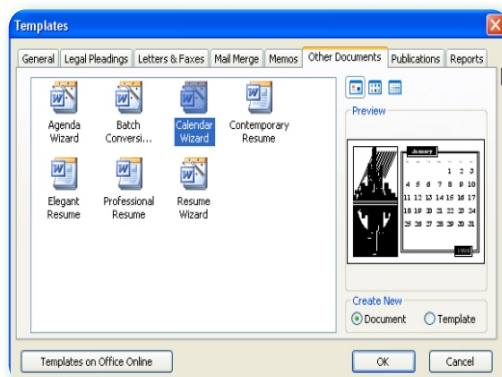 Templates
General Legal Pleadings Letters & Faxes Mail Merge Memos Other Documents Publications Reports
Agenda Wizard
Batch Conversi...
Calendar Wizard
Contemporary Resume
Elegant Resume
Professional Resume
Resume Wizard
Preview
January
1 2 3
4 5 6 7 8 9 10
11 12 13 14 15 16 17
18 19 20 21 22 23 24
25 26 27 28 29 30 31
Create New
Document Template
Templates on Office Online OK Cancel